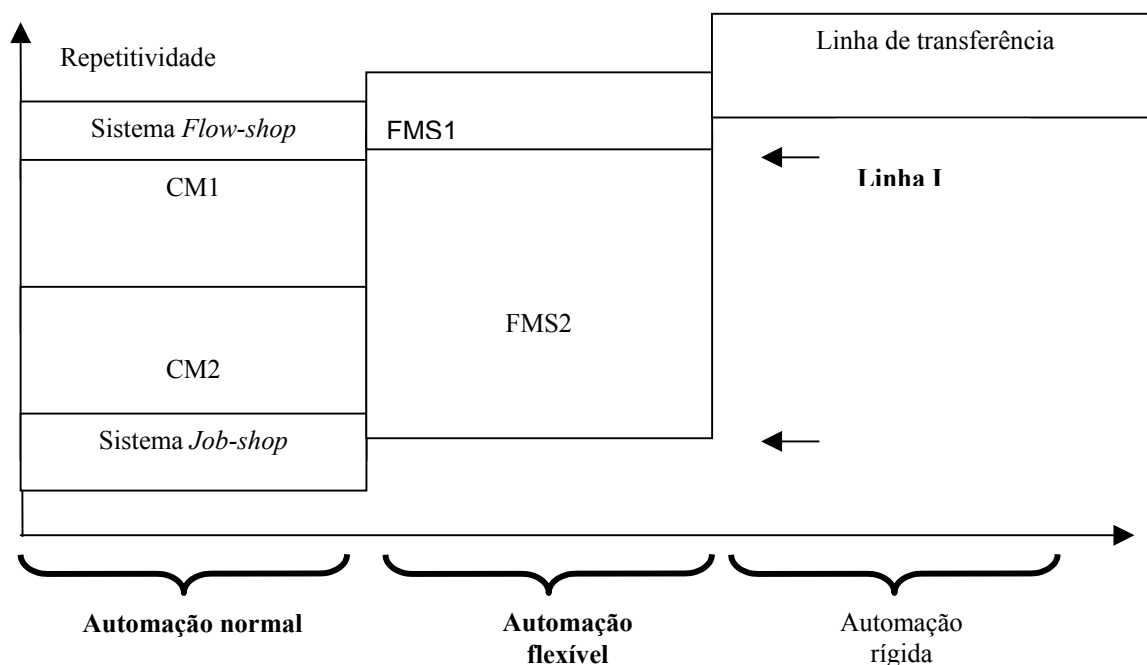 Linha de transferência
Repetitividade
Sistema Flow-shop
FMS1
CM1
Linha I
FMS2
CM2
Sistema Job-shop
Automação normal
Automação
flexível
Automação
rígida